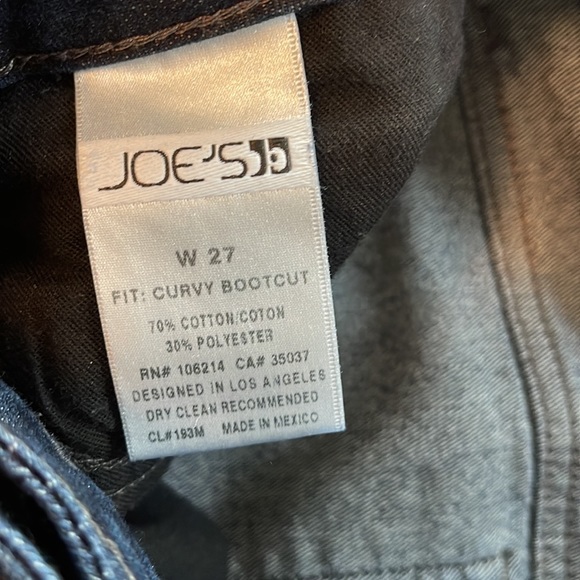 JOE'S
W 27
FIT: CURVY BOOTCUT
70% COTTON/COTON
30% POLYESTER
RN# 106214 CA# 35037
DESIGNED IN LOS ANGELES
DRY CLEAN RECOMMENDED
CL#193M MADE IN MEXICO